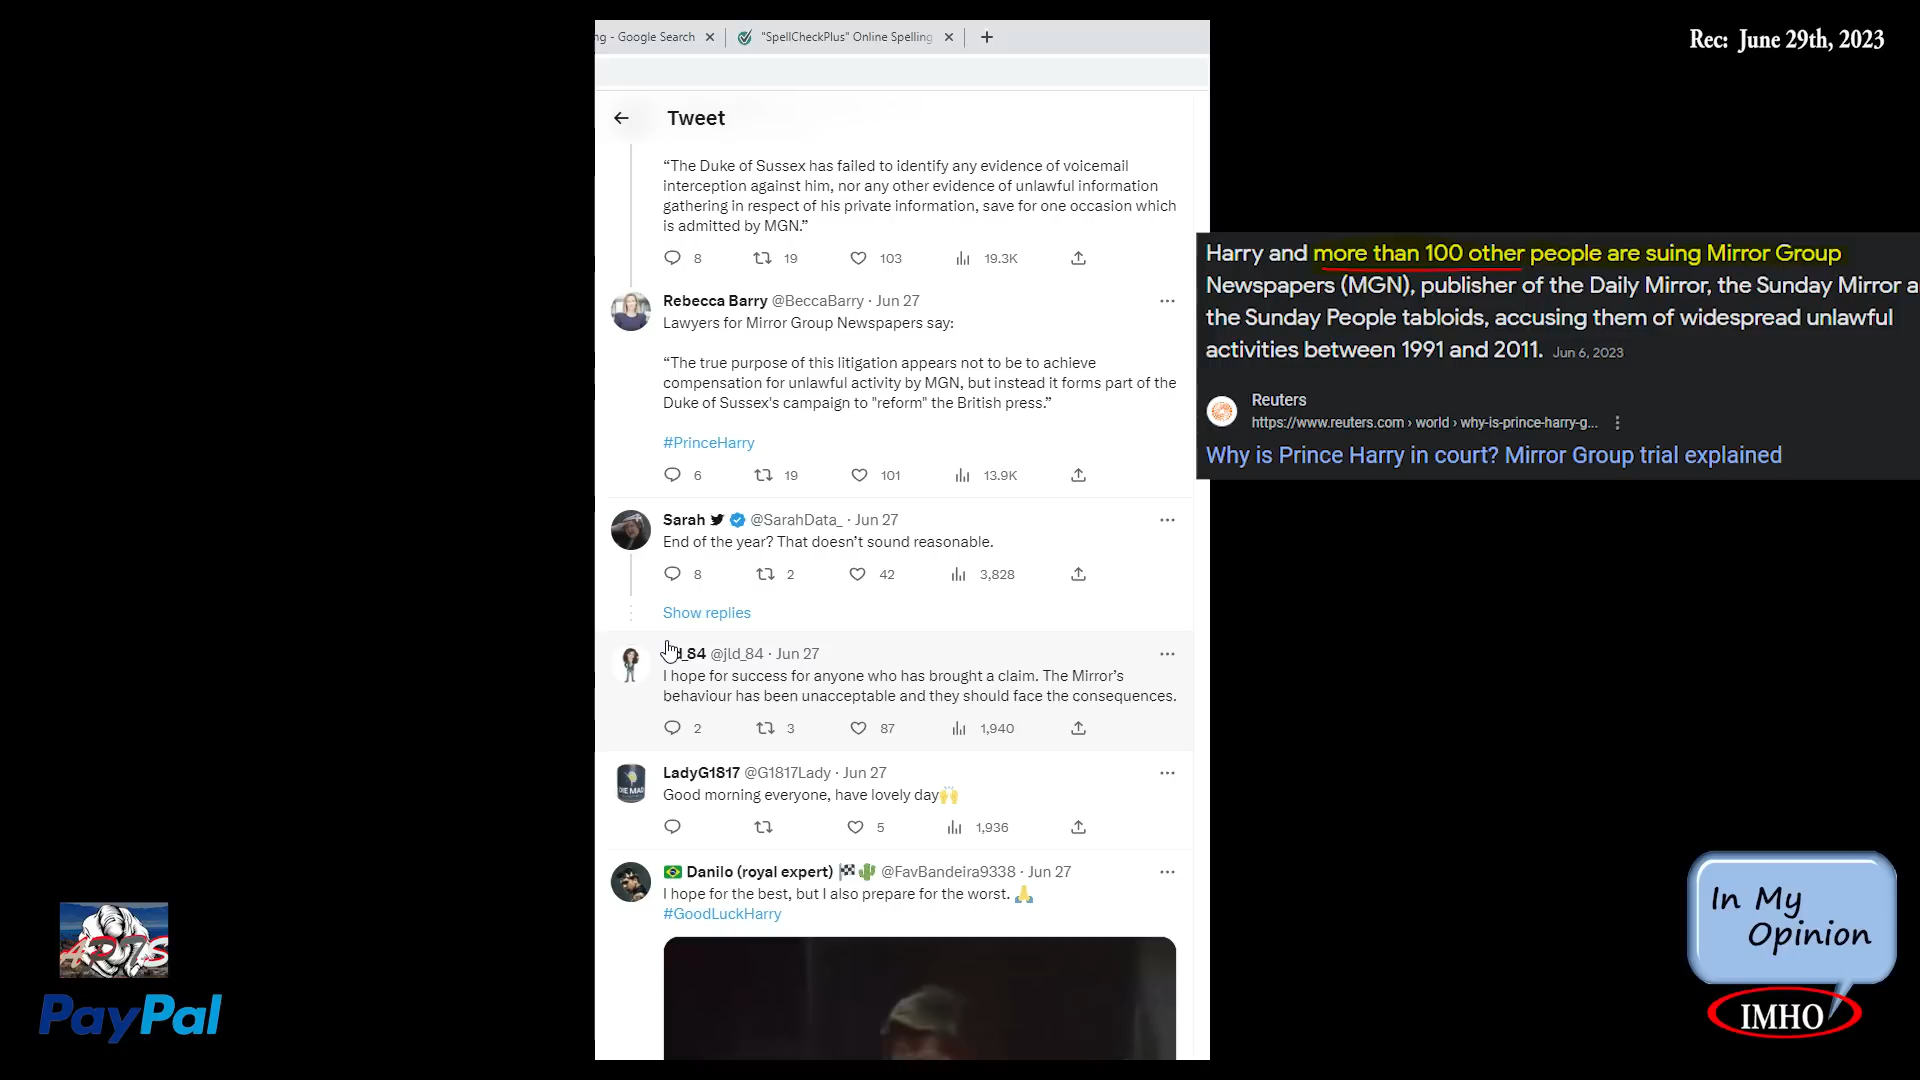 ng - Google Search
"SpellCheckPlus" Online Spelling
Rec: June 29th, 2023
Tweet
“The Duke of Sussex has failed to identify any evidence of voicemail
interception against him, nor any other evidence of unlawful information
gathering in respect of his private information, save for one occasion which
is admitted by MGN.”
8 19 103 19.3K
Rebecca Barry @BeccaBarry · Jun 27
Lawyers for Mirror Group Newspapers say:
“The true purpose of this litigation appears not to be to achieve
compensation for unlawful activity by MGN, but instead it forms part of the
Duke of Sussex's campaign to "reform" the British press.”
#PrinceHarry
6 19 101 13.9K
Sarah @SarahData_ · Jun 27
End of the year? That doesn’t sound reasonable.
8 2 42 3,828
Show replies
d_84 @jld_84 · Jun 27
I hope for success for anyone who has brought a claim. The Mirror’s
behaviour has been unacceptable and they should face the consequences.
2 3 87 1,940
DIE MAD
LadyG1817 @G1817Lady · Jun 27
Good morning everyone, have lovely day🙌
5 1,936
🇧🇷 Danilo (royal expert) 🏁🌵 @FavBandeira9338 · Jun 27
I hope for the best, but I also prepare for the worst. 🙏
#GoodLuckHarry
Harry and more than 100 other people are suing Mirror Group
Newspapers (MGN), publisher of the Daily Mirror, the Sunday Mirror a
the Sunday People tabloids, accusing them of widespread unlawful
activities between 1991 and 2011. Jun 6, 2023
Reuters
https://www.reuters.com › world › why-is-prince-harry-g...
Why is Prince Harry in court? Mirror Group trial explained
PayPal
In My
Opinion
IMHO